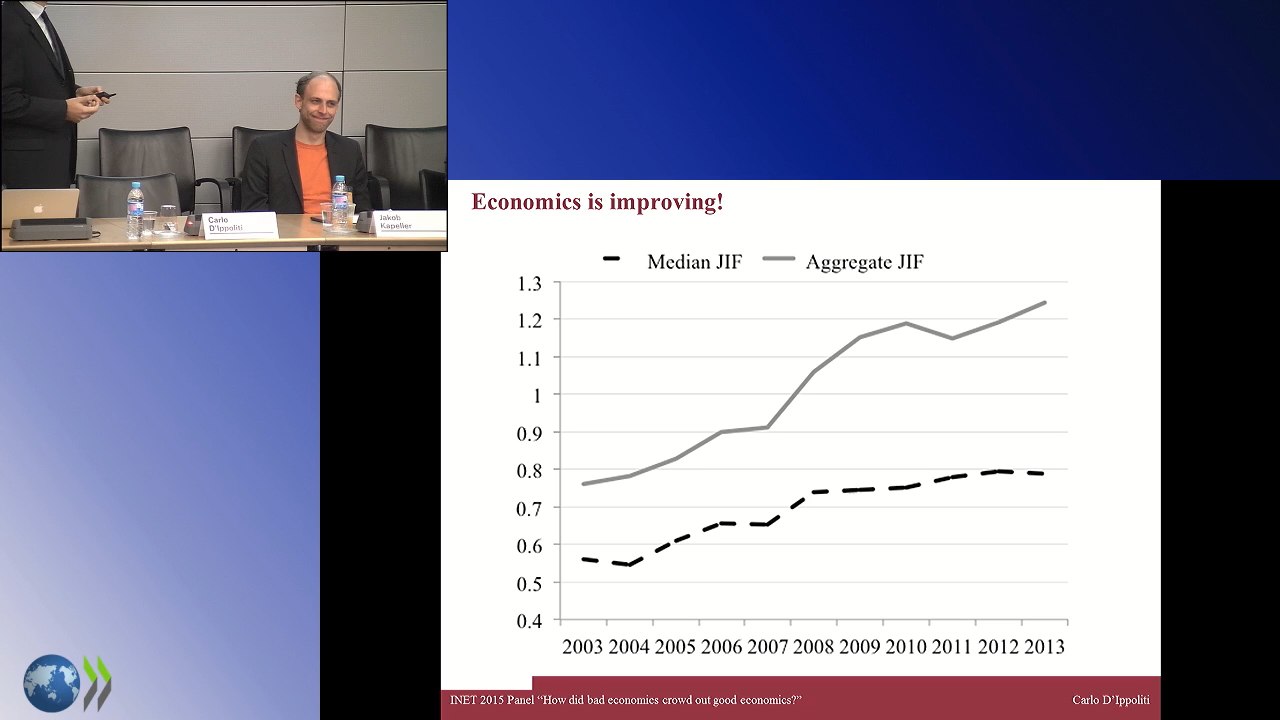 Carlo
D'Ippoliti
Jakob
Kapeller
Economics is improving!
Median JIF Aggregate JIF
1.3
1.2
1.1
1
0.9
0.8
0.7
0.6
0.5
0.4
2003 2004 2005 2006 2007 2008 2009 2010 2011 2012 2013
INET 2015 Panel “How did bad economics crowd out good economics?” Carlo D’Ippoliti